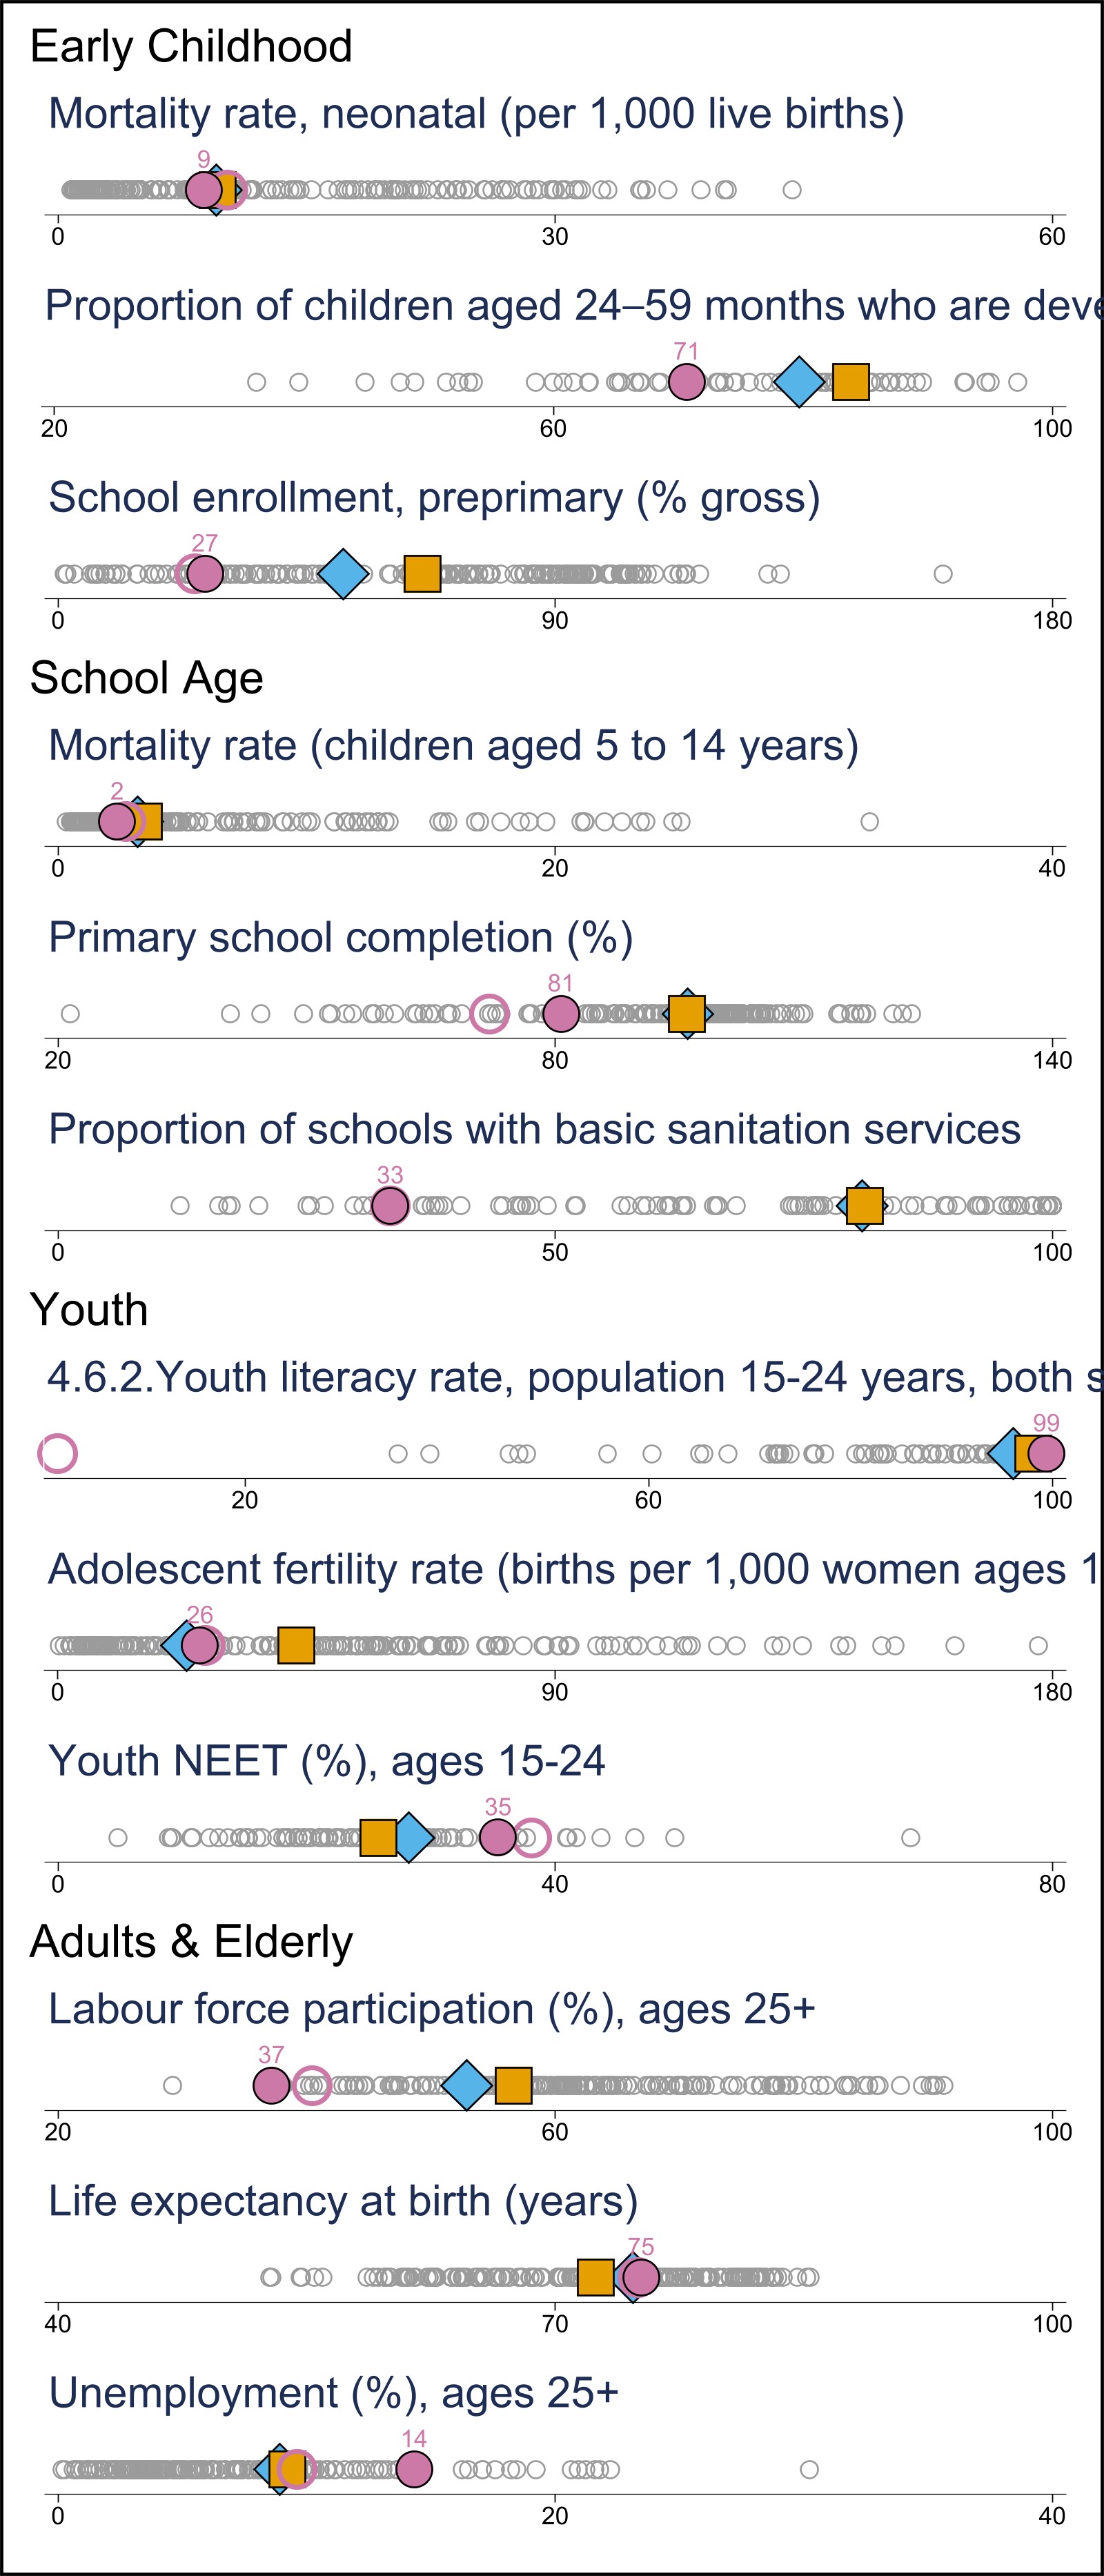 Early Childhood
Mortality rate, neonatal (per 1,000 live births)
9
0 30 60
Proportion of children aged 24–59 months who are deve
71
20 60 100
School enrollment, preprimary (% gross)
27
0 90 180
School Age
Mortality rate (children aged 5 to 14 years)
2
0 20 40
Primary school completion (%)
81
20 80 140
Proportion of schools with basic sanitation services
33
0 50 100
Youth
4.6.2.Youth literacy rate, population 15-24 years, both s
99
20 60 100
Adolescent fertility rate (births per 1,000 women ages 1
26
0 90 180
Youth NEET (%), ages 15-24
35
0 40 80
Adults & Elderly
Labour force participation (%), ages 25+
37
20 60 100
Life expectancy at birth (years)
75
40 70 100
Unemployment (%), ages 25+
14
0 20 40